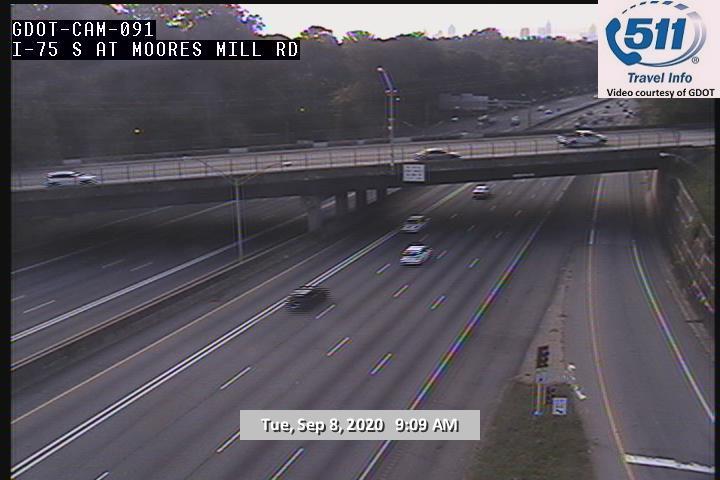 GDOT-CAM-091
I-75 S AT MOORES MILL RD
511
®
Travel Info
Video courtesy of GDOT
Tue, Sep 8, 2020 9:09 AM